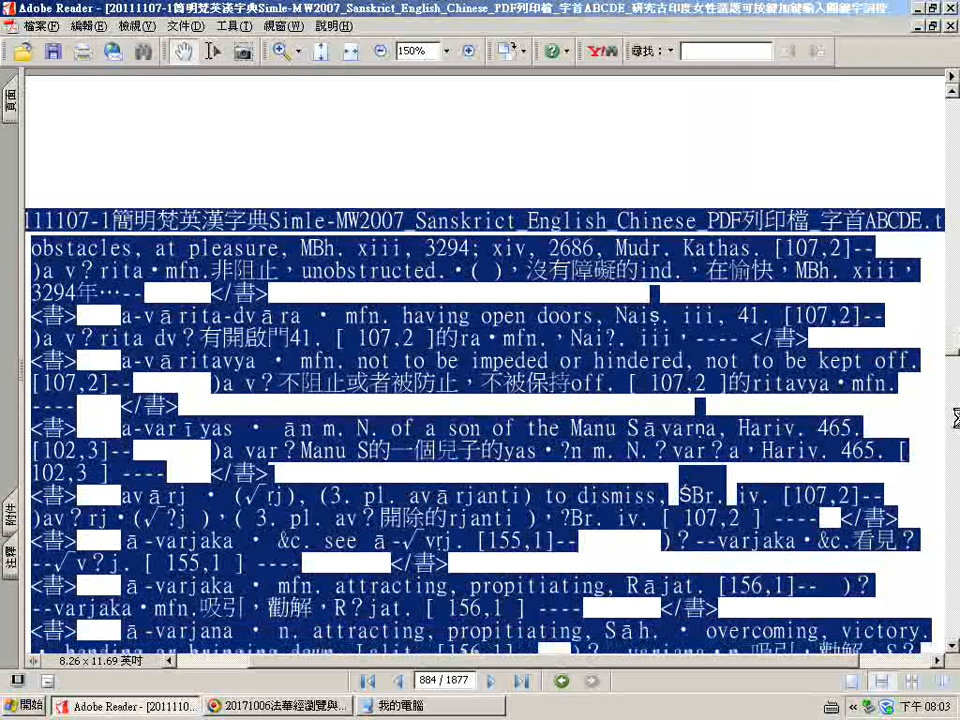 Adobe Reader - [20111107-1簡明梵英漢字典Simle-MW2007_Sanskrict_English_Chinese_PDF列印檔_字首ABCDE_研究古印度女性議題可按
檔案(F) 編輯(E) 檢視(V) 文件(D) 工具(T) 視窗(W) 說明(H)
150% Y! 尋找:
頁面
111107-1簡明梵英漢字典Simle-MW2007_Sanskrict_English_Chinese_PDF列印檔_字首ABCDE.t
obstacles, at pleasure, MBh. xiii, 3294; xiv, 2686, Mudr. Kathas. [107,2]--
)a v?rita•mfn.非阻止，unobstructed.•( )，沒有障礙的ind.，在愉快，MBh. xiii，
3294年…-- </書>
<書> a-vārita-dvāra • mfn. having open doors, Naiṣ. iii, 41. [107,2]--
)a v?rita dv?有開啟門41. [ 107,2 ]的ra•mfn.，Nai?. iii，---- </書>
<書> a-vāritavya • mfn. not to be impeded or hindered, not to be kept off.
[107,2]-- )a v?不阻止或者被防止，不被保持off. [ 107,2 ]的ritavya•mfn.
---- </書>
<書> a-varīyas • ān m. N. of a son of the Manu Sāvarṇa, Hariv. 465.
[102,3]-- )a var?Manu S的一個兒子的yas•?n m. N.?var?a，Hariv. 465. [
102,3 ] ---- </書>
<書> avārj • (√rj), (3. pl. avārjanti) to dismiss, ŚBr. iv. [107,2]--
)av?rj•(√?j )，( 3. pl. av?開除的rjanti )，?Br. iv. [ 107,2 ] ---- </書>
<書> ā-varjaka • &c. see ā-√vṛj. [155,1]-- )?--varjaka•&c.看見?
--√v?j. [ 155,1 ] ---- </書>
<書> ā-varjaka • mfn. attracting, propitiating, Rājat. [156,1]-- )?
--varjaka•mfn.吸引，勸解，R?jat. [ 156,1 ] ---- </書>
<書> ā-varjana • n. attracting, propitiating, Sāh. • overcoming, victory.
附件
注釋
8.26 x 11.69 英吋
884 / 1877
開始 Adobe Reader - [2011110... 20171006法華經瀏覽與... 我的電腦 下午 08:03